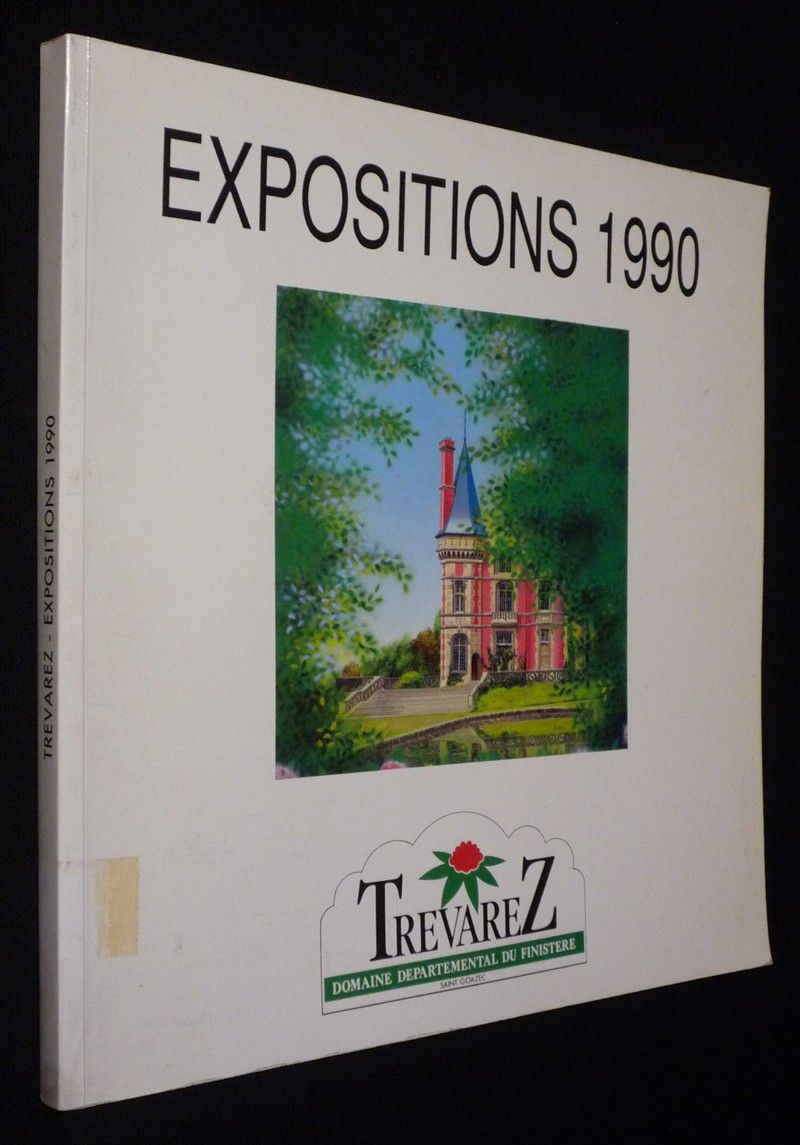 EXPOSITIONS 1990
TREVAREZ - EXPOSITIONS 1990
TREVAREZ
DOMAINE DEPARTEMENTAL DU FINISTERE
SAINT GOAZEC